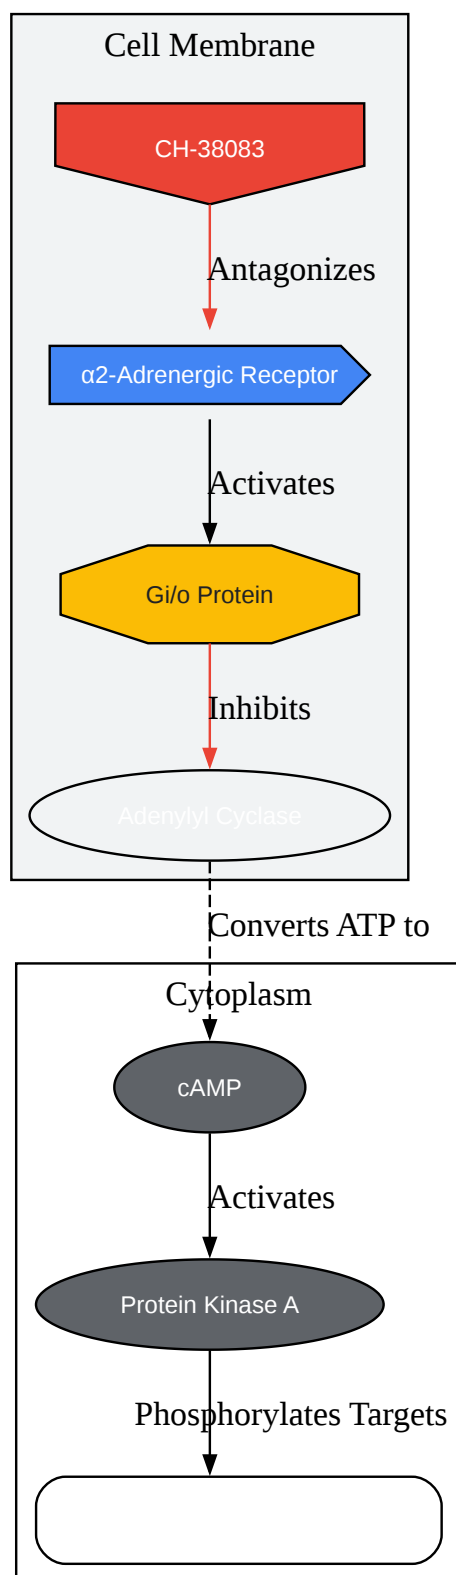 Cell Membrane
CH-38083
Antagonizes
α2-Adrenergic Receptor
Activates
Gi/o Protein
Inhibits
Adenylyl Cyclase
Converts ATP to
Cytoplasm
cAMP
Activates
Protein Kinase A
Phosphorylates Targets